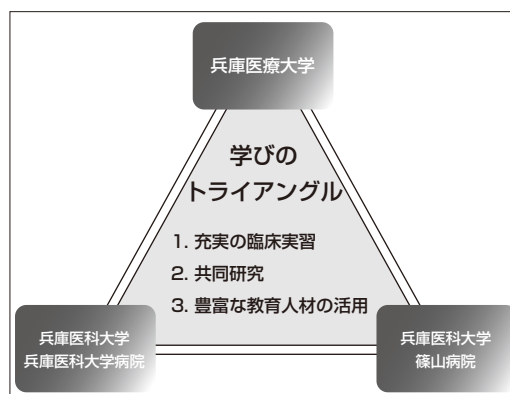 兵庫医療大学
学びの
トライアングル
1. 充実の臨床実習
2. 共同研究
3. 豊富な教育人材の活用
兵庫医科大学
兵庫医科大学病院
兵庫医科大学
篠山病院